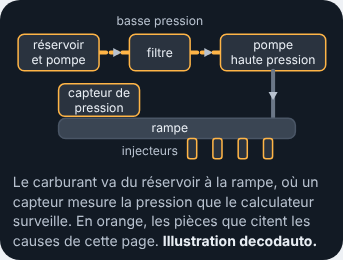 basse pression
réservoir
et pompe
filtre
pompe
haute pression
capteur de
pression
rampe
injecteurs
Le carburant va du réservoir à la rampe, où un
capteur mesure la pression que le calculateur
surveille. En orange, les pièces que citent les
causes de cette page. Illustration decodauto.